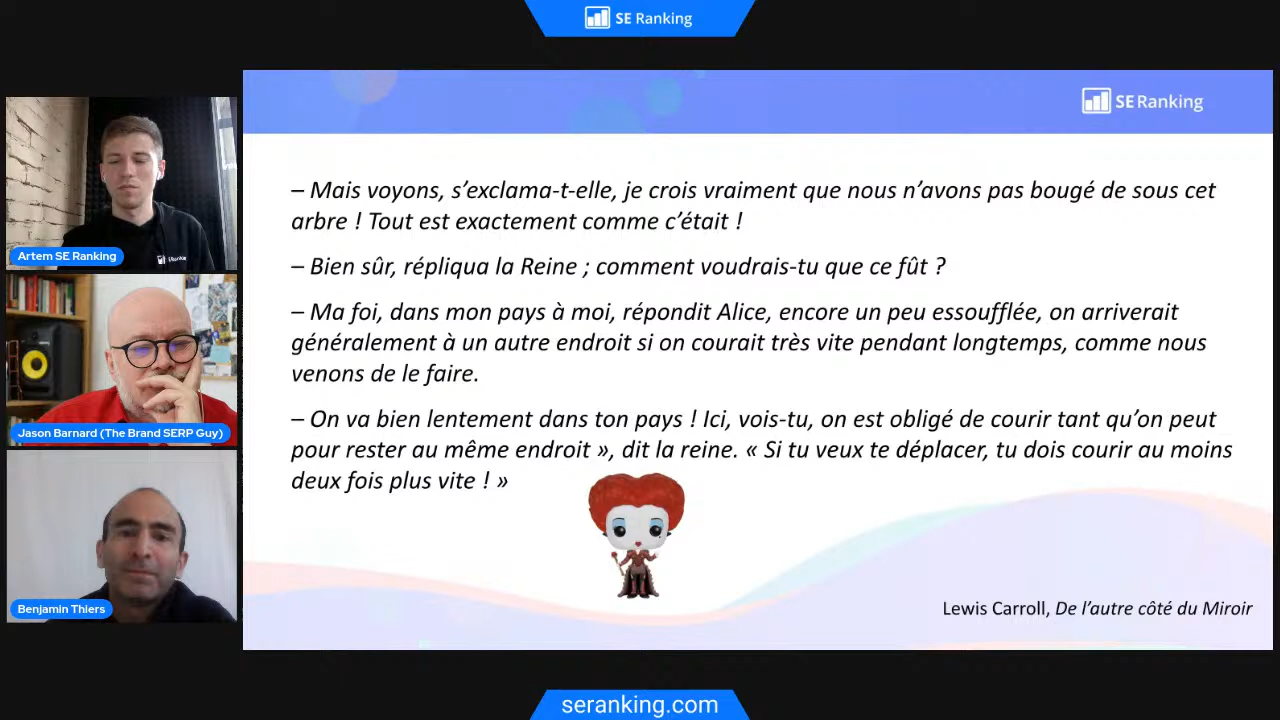 SE Ranking
SE Ranking
– Mais voyons, s’exclama-t-elle, je crois vraiment que nous n’avons pas bougé de sous cet
arbre ! Tout est exactement comme c’était !
– Bien sûr, répliqua la Reine ; comment voudrais-tu que ce fût ?
– Ma foi, dans mon pays à moi, répondit Alice, encore un peu essoufflée, on arriverait
généralement à un autre endroit si on courait très vite pendant longtemps, comme nous
venons de le faire.
– On va bien lentement dans ton pays ! Ici, vois-tu, on est obligé de courir tant qu’on peut
pour rester au même endroit », dit la reine. « Si tu veux te déplacer, tu dois courir au moins
deux fois plus vite ! »
Lewis Carroll, De l’autre côté du Miroir
Artem SE Ranking
Jason Barnard (The Brand SERP Guy)
Benjamin Thiers
seranking.com